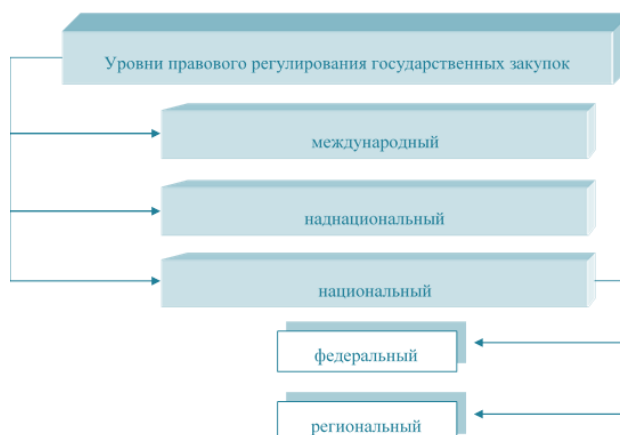 Уровни правового регулирования государственных закупок
международный
наднациональный
национальный
федеральный
региональный